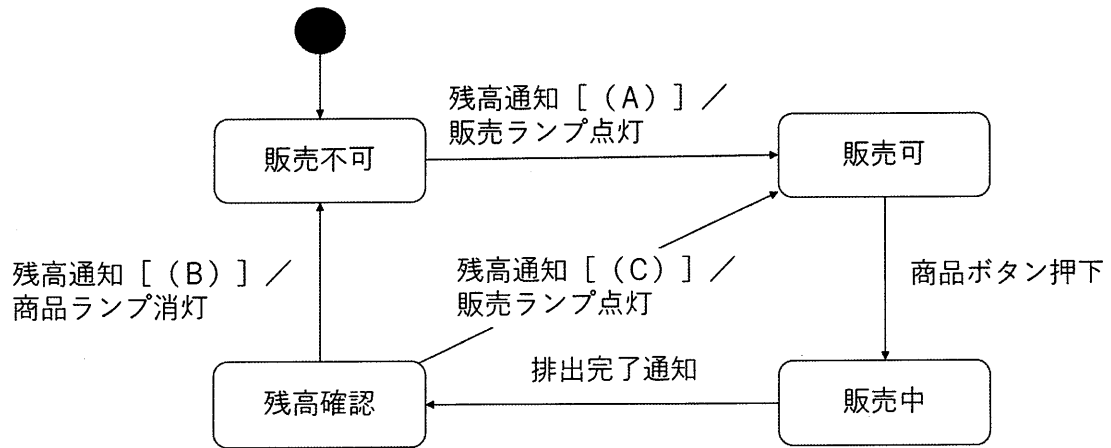 残高通知［（A）］／
販売ランプ点灯
販売不可
販売可
残高通知［（B）］／
商品ランプ消灯
残高通知［（C）］／
販売ランプ点灯
商品ボタン押下
排出完了通知
残高確認
販売中